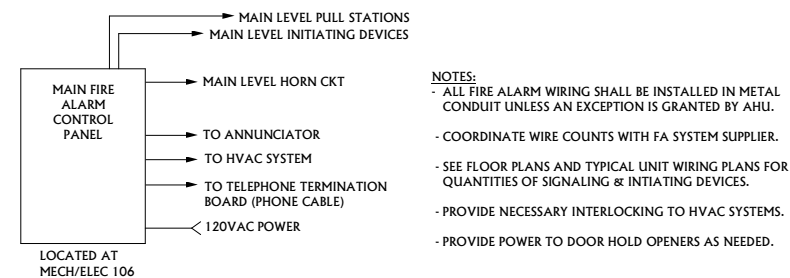 MAIN LEVEL PULL STATIONS
MAIN LEVEL INITIATING DEVICES
MAIN FIRE
ALARM
CONTROL
PANEL
MAIN LEVEL HORN CKT
TO ANNUNCIATOR
TO HVAC SYSTEM
TO TELEPHONE TERMINATION
BOARD (PHONE CABLE)
120VAC POWER
LOCATED AT
MECH/ELEC 106
NOTES:
- ALL FIRE ALARM WIRING SHALL BE INSTALLED IN METAL
CONDUIT UNLESS AN EXCEPTION IS GRANTED BY AHU.
- COORDINATE WIRE COUNTS WITH FA SYSTEM SUPPLIER.
- SEE FLOOR PLANS AND TYPICAL UNIT WIRING PLANS FOR
QUANTITIES OF SIGNALING & INTIATING DEVICES.
- PROVIDE NECESSARY INTERLOCKING TO HVAC SYSTEMS.
- PROVIDE POWER TO DOOR HOLD OPENERS AS NEEDED.